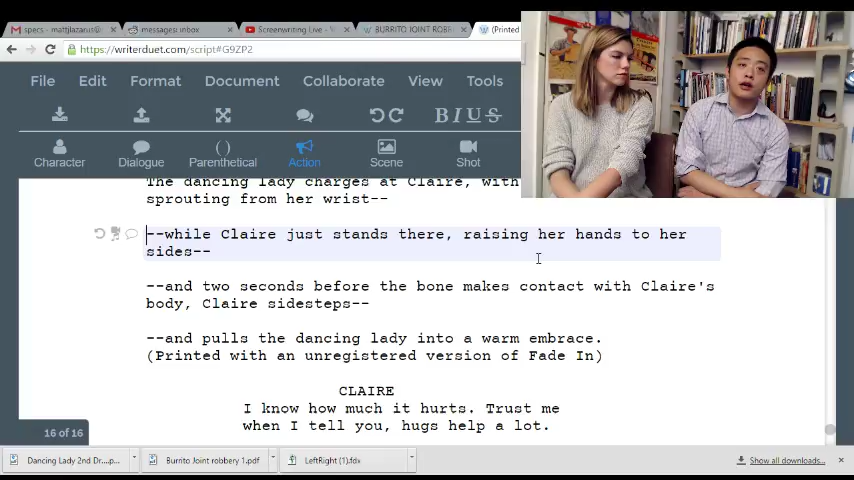 specs - mattjlazarus@
messages: inbox
Screenwriting Live -
BURRITO JOINT ROBR
(Printed
https://writerduet.com/script#G9ZP2
File Edit Format Document Collaborate View Tools
B I U S
Character Dialogue Parenthetical Action Scene Shot
The dancing lady charges at Claire, with
sprouting from her wrist--
--while Claire just stands there, raising her hands to her
sides--
--and two seconds before the bone makes contact with Claire's
body, Claire sidesteps--
--and pulls the dancing lady into a warm embrace.
(Printed with an unregistered version of Fade In)
CLAIRE
I know how much it hurts. Trust me
when I tell you, hugs help a lot.
16 of 16
Dancing Lady 2nd Dr....p...
Burrito Joint robbery 1.pdf
LeftRight (1).fdx
Show all downloads...